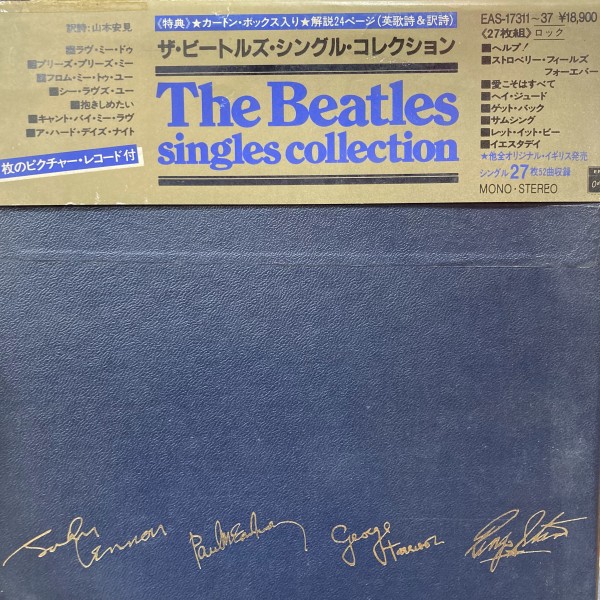 訳詩:山本安見
《特典》★カートン・ボックス入り★解説24ページ(英歌詩&訳詩)
EAS-17311~37 ¥18,900
ザ・ビートルズ・シングル・コレクション
《27枚組》ロック
The Beatles
singles collection
■ラヴ・ミー・ドゥ
■プリーズ・プリーズ・ミー
■フロム・ミー・トゥ・ユー
■シー・ラヴズ・ユー
■抱きしめたい
■キャント・バイ・ミー・ラヴ
■ア・ハード・デイズ・ナイト
枚のピクチャー・レコード付
■ヘルプ!
■ストロベリー・フィールズ
フォーエバー
■愛こそはすべて
■ヘイ・ジュード
■ゲット・バック
■サムシング
■レット・イット・ビー
■イエスタデイ
★他全オリジナル・イギリス発売
シングル27枚52曲収録
MONO・STEREO
John Lennon
Paul McCartney
George Harrison
Ringo Starr